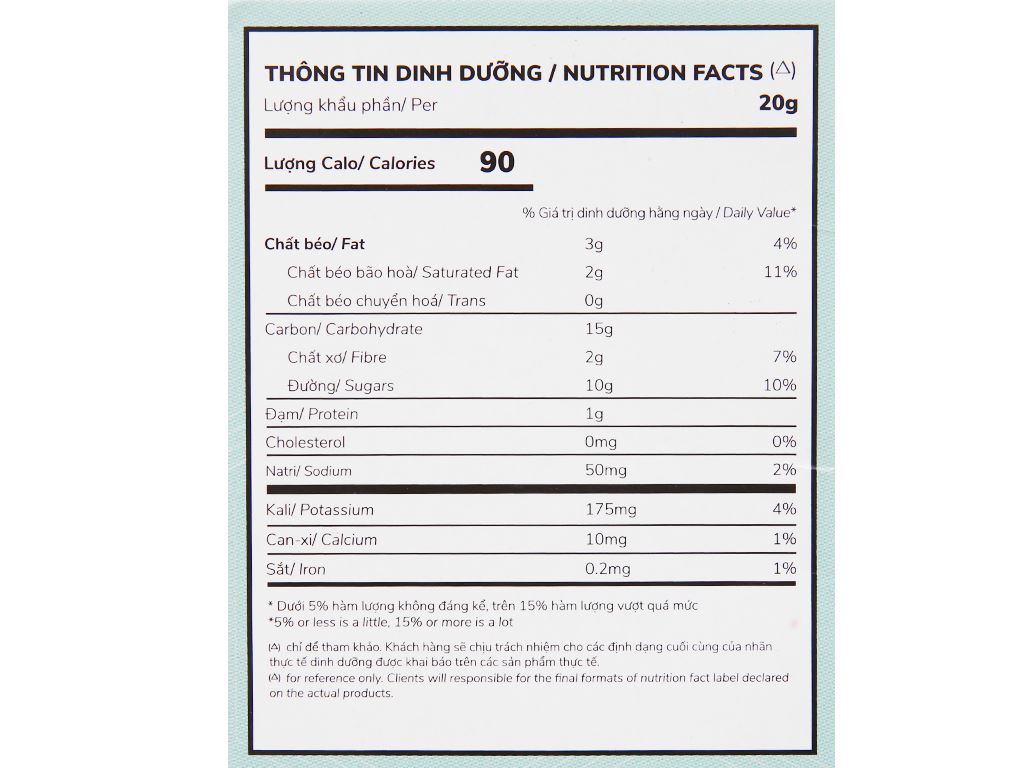 THÔNG TIN DINH DƯỠNG / NUTRITION FACTS (△)
Lượng khẩu phần/ Per 20g
Lượng Calo/ Calories 90
% Giá trị dinh dưỡng hằng ngày / Daily Value*
Chất béo/ Fat 3g 4%
Chất béo bão hoà/ Saturated Fat 2g 11%
Chất béo chuyển hoá/ Trans 0g
Carbon/ Carbohydrate 15g
Chất xơ/ Fibre 2g 7%
Đường/ Sugars 10g 10%
Đạm/ Protein 1g
Cholesterol 0mg 0%
Natri/ Sodium 50mg 2%
Kali/ Potassium 175mg 4%
Can-xi/ Calcium 10mg 1%
Sắt/ Iron 0.2mg 1%
* Dưới 5% hàm lượng không đáng kể, trên 15% hàm lượng vượt quá mức
*5% or less is a little, 15% or more is a lot
(△) chỉ để tham khảo. Khách hàng sẽ chịu trách nhiệm cho các định dạng cuối cùng của nhãn
thực tế dinh dưỡng được khai báo trên các sản phẩm thực tế.
(△) for reference only. Clients will responsible for the final formats of nutrition fact label declared
on the actual products.